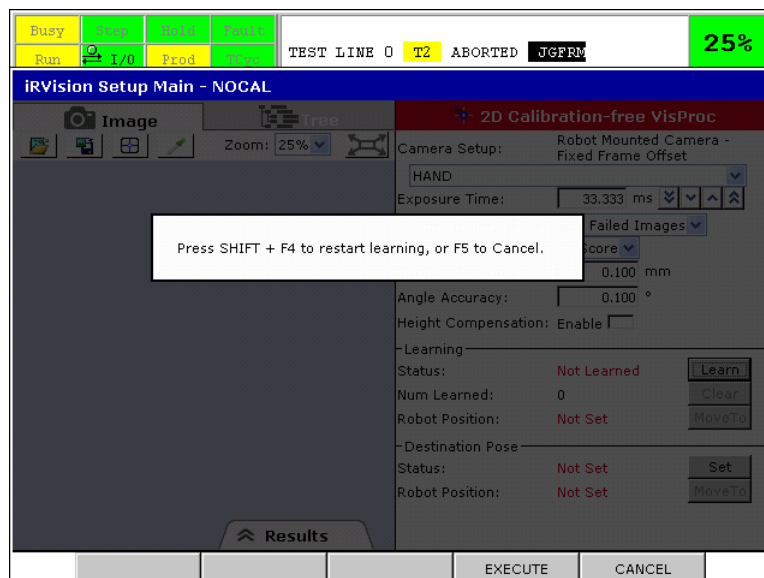 Busy Step Hold Fault
Run I/O Prod TCyc
TEST LINE 0 T2 ABORTED JGFRM
25%
iRVision Setup Main - NOCAL
Image Tree
Zoom: 25%
2D Calibration-free VisProc
Camera Setup: Robot Mounted Camera - Fixed Frame Offset
HAND
Exposure Time: 33.333 ms
Failed Images
Score
0.100 mm
Press SHIFT + F4 to restart learning, or F5 to Cancel.
Angle Accuracy: 0.100 °
Height Compensation: Enable
Learning
Status: Not Learned Learn
Num Learned: 0 Clear
Robot Position: Not Set MoveTo
Destination Pose
Status: Not Set Set
Robot Position: Not Set MoveTo
Results
EXECUTE CANCEL